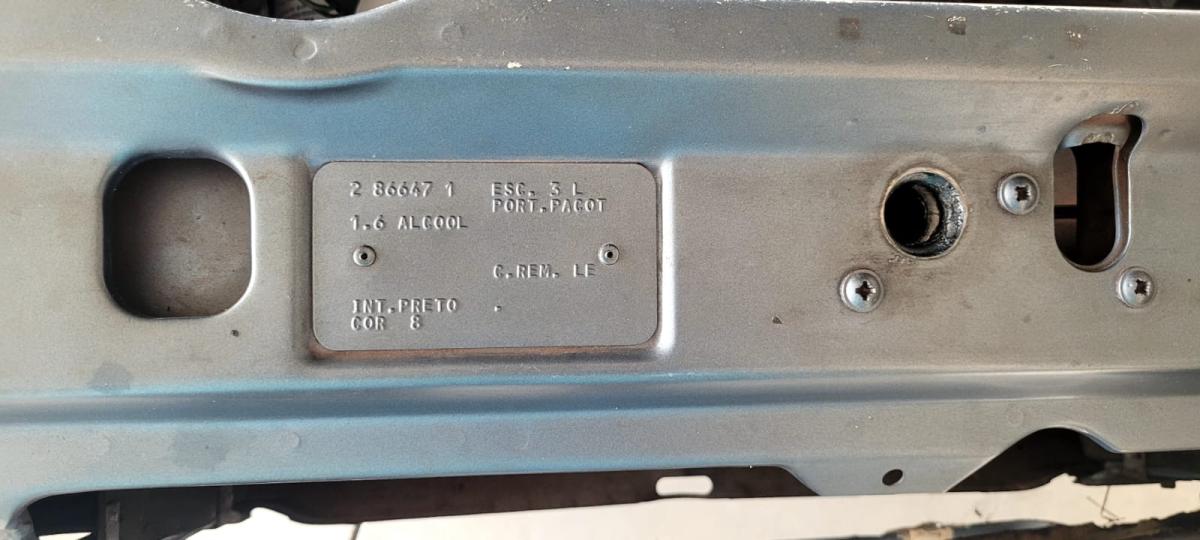 2 86647 1 ESC. 3 L
PORT.PACOT
1.6 ALCOOL
C.REM. LE
INT.PRETO .
COR 8